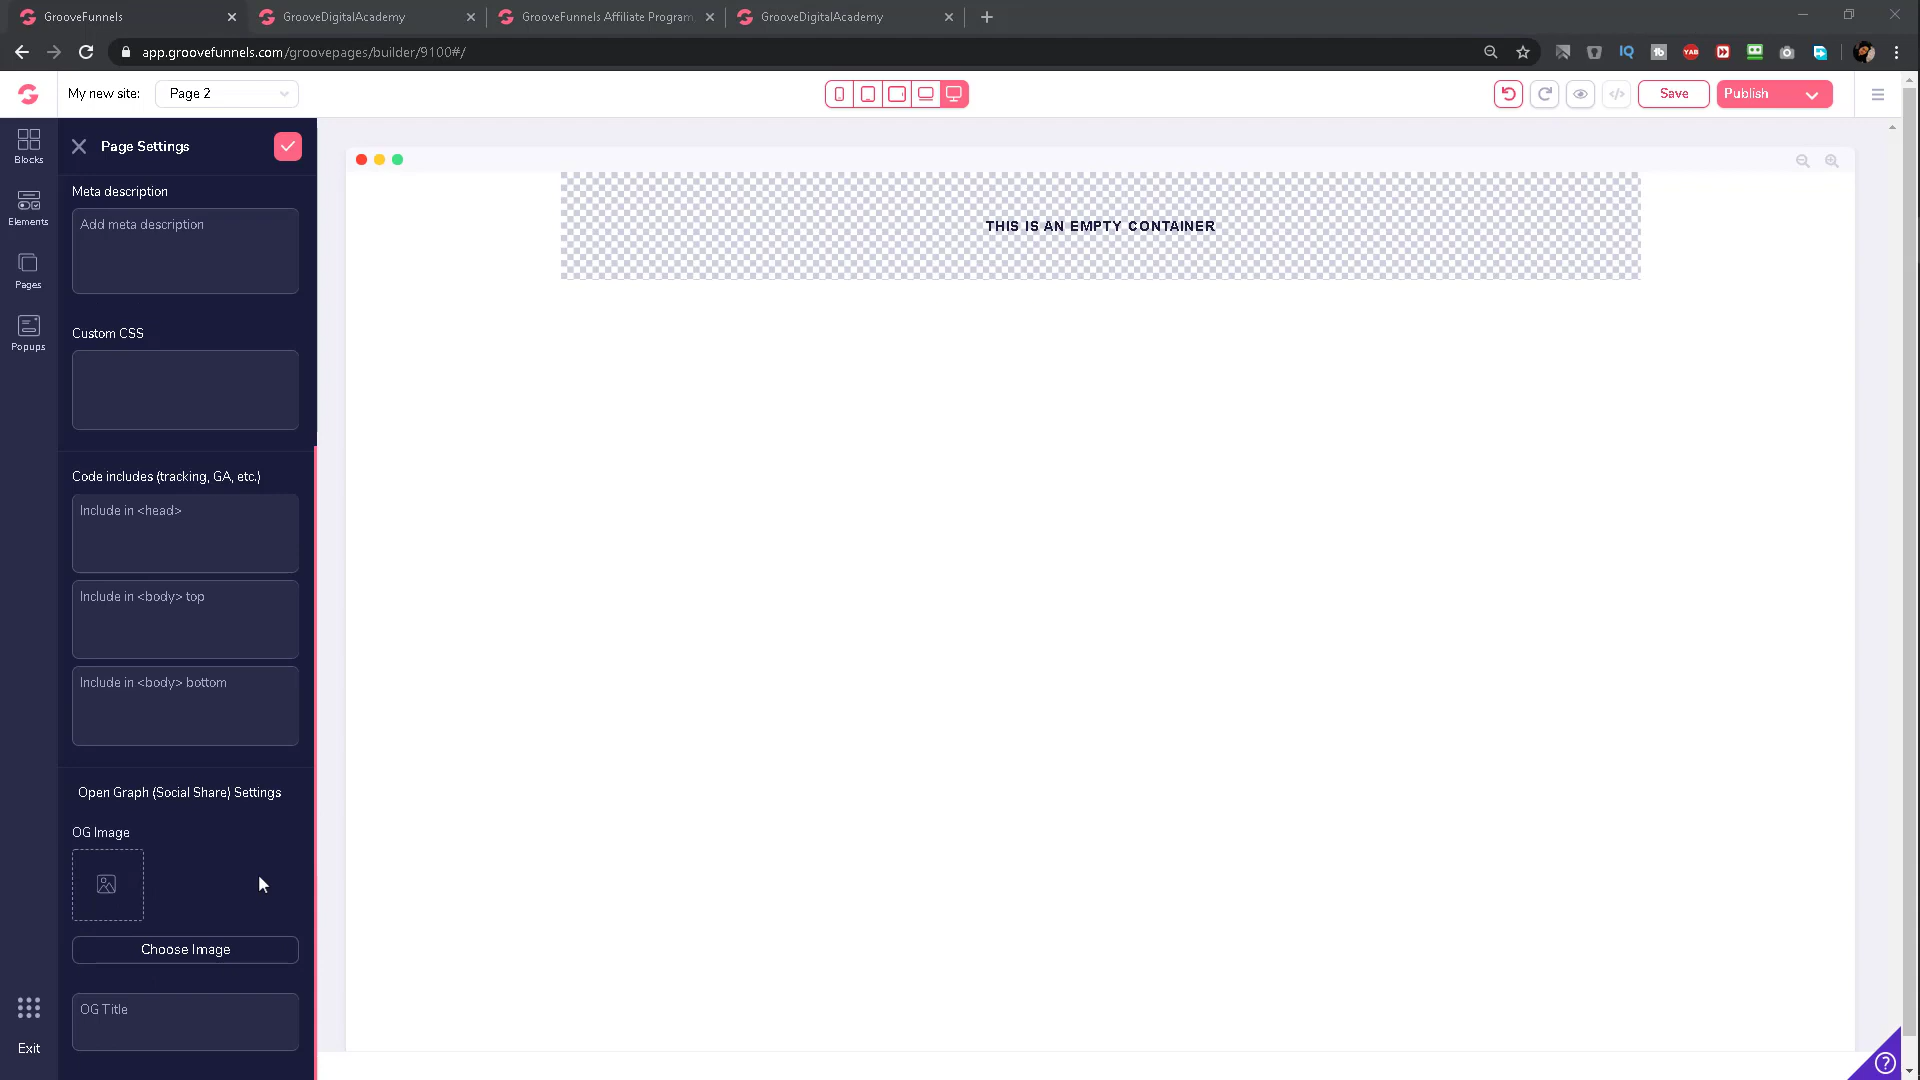 GrooveFunnels
GrooveDigitalAcademy
GrooveFunnels Affiliate Program
GrooveDigitalAcademy
app.groovefunnels.com/groovepages/builder/9100#/
My new site:
Page 2
Save
Publish
Blocks
Elements
Pages
Popups
Exit
Page Settings
Meta description
Add meta description
Custom CSS
Code includes (tracking, GA, etc.)
Include in <head>
Include in <body> top
Include in <body> bottom
Open Graph (Social Share) Settings
OG Image
Choose Image
OG Title
THIS IS AN EMPTY CONTAINER